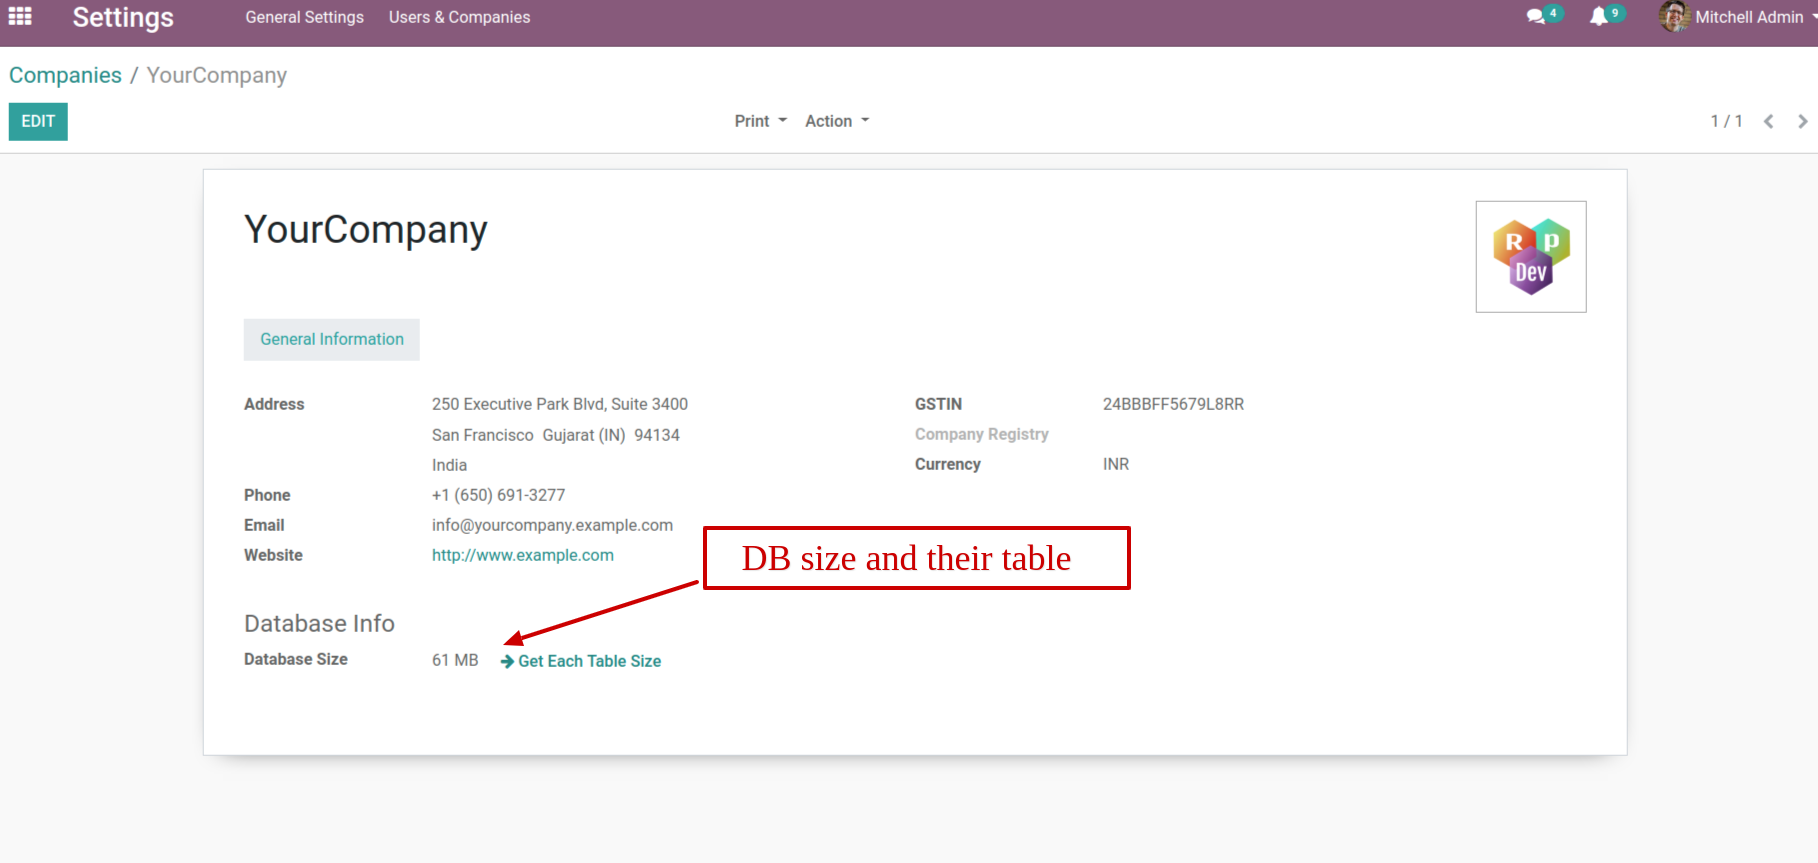 Settings General Settings Users & Companies 4 9 Mitchell Admin
Companies / YourCompany
EDIT Print Action 1 / 1
YourCompany
R P
Dev
General Information
Address 250 Executive Park Blvd, Suite 3400 GSTIN 24BBBFF5679L8RR
San Francisco Gujarat (IN) 94134 Company Registry
India Currency INR
Phone +1 (650) 691-3277
Email info@yourcompany.example.com
Website http://www.example.com
DB size and their table
Database Info
Database Size 61 MB Get Each Table Size